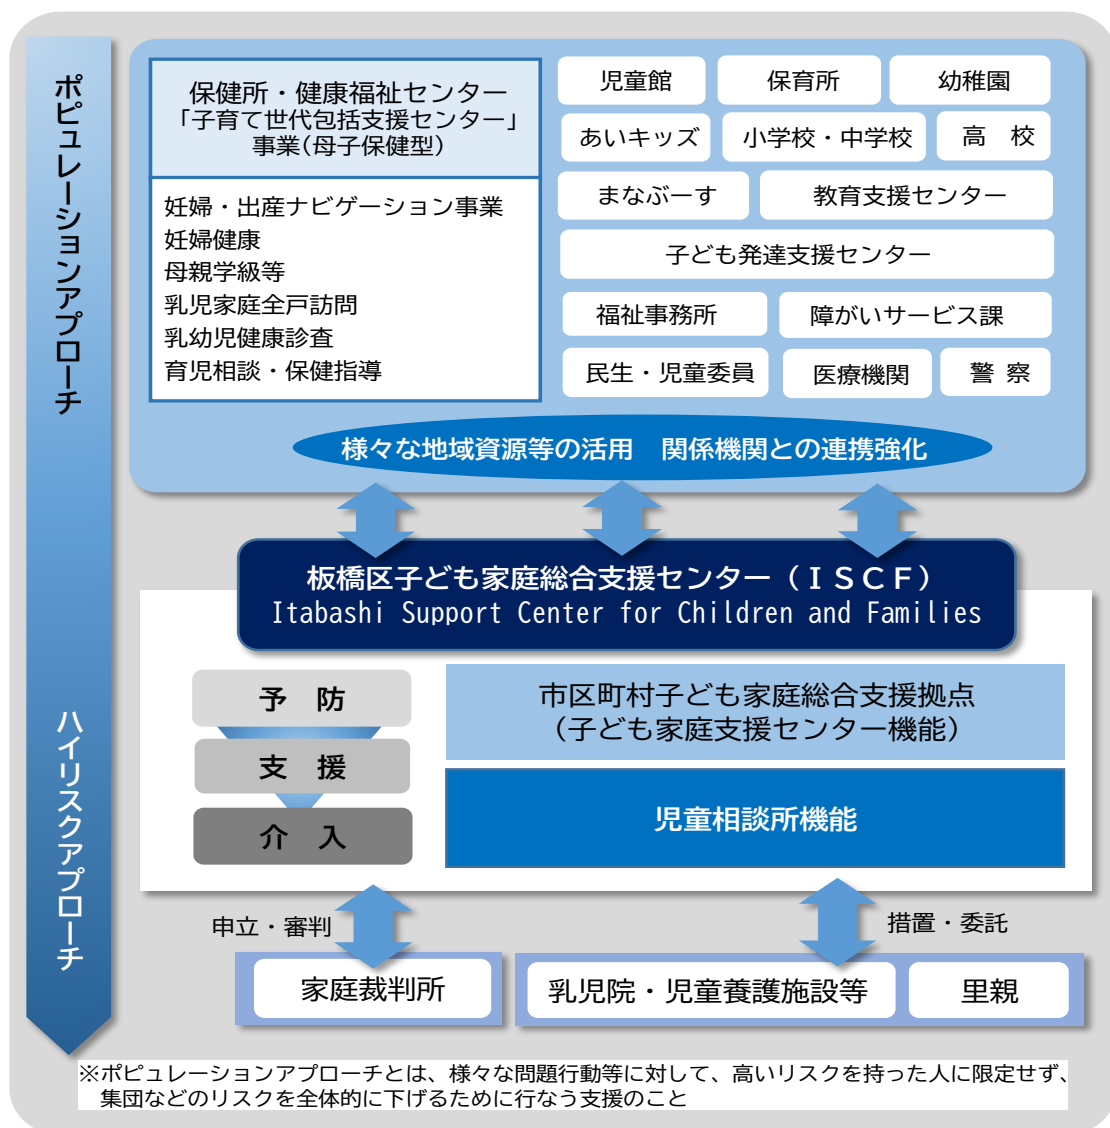 ポピュレーションアプローチ
ハイリスクアプローチ
保健所・健康福祉センター
「子育て世代包括支援センター」
事業(母子保健型)
妊婦・出産ナビゲーション事業
妊婦健康
母親学級等
乳児家庭全戸訪問
乳幼児健康診査
育児相談・保健指導
児童館
保育所
幼稚園
あいキッズ
小学校・中学校
高　校
まなぶーす
教育支援センター
子ども発達支援センター
福祉事務所
障がいサービス課
民生・児童委員
医療機関
警 察
様々な地域資源等の活用　関係機関との連携強化
板橋区子ども家庭総合支援センター（ＩＳＣＦ）
Itabashi Support Center for Children and Families
予　防
支　援
介　入
市区町村子ども家庭総合支援拠点
（子ども家庭支援センター機能）
児童相談所機能
申立・審判
措置・委託
家庭裁判所
乳児院・児童養護施設等
里親
※ポピュレーションアプローチとは、様々な問題行動等に対して、高いリスクを持った人に限定せず、
集団などのリスクを全体的に下げるために行なう支援のこと